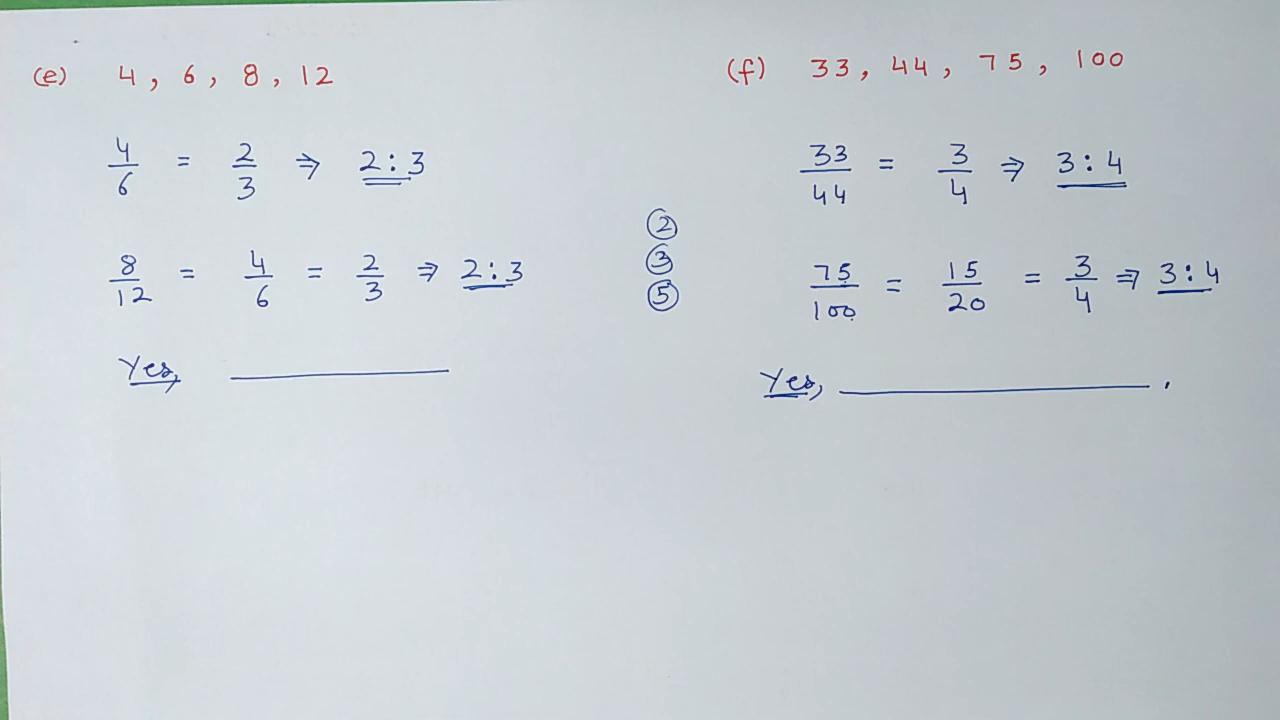 (e) 4 , 6 , 8 , 12
4/6 = 2/3 ⇒ 2:3
8/12 = 4/6 = 2/3 ⇒ 2:3
Yes,
②
③
⑤
(f) 33 , 44 , 75 , 100
33/44 = 3/4 ⇒ 3:4
75/100 = 15/20 = 3/4 ⇒ 3:4
Yes, .